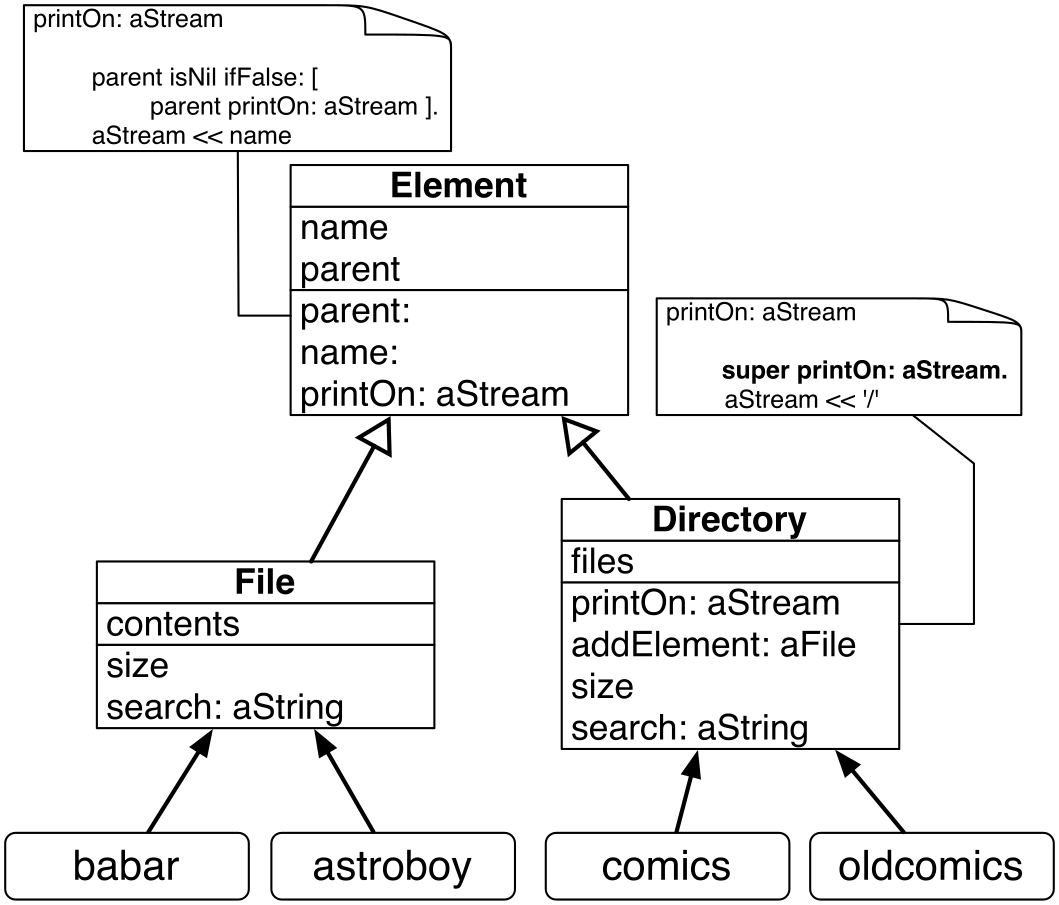 printOn: aStream
parent isNil ifFalse: [
parent printOn: aStream ].
aStream << name
Element
name
parent
parent:
name:
printOn: aStream
printOn: aStream
super printOn: aStream.
aStream << '/'
File
contents
size
search: aString
Directory
files
printOn: aStream
addElement: aFile
size
search: aString
babar
astroboy
comics
oldcomics